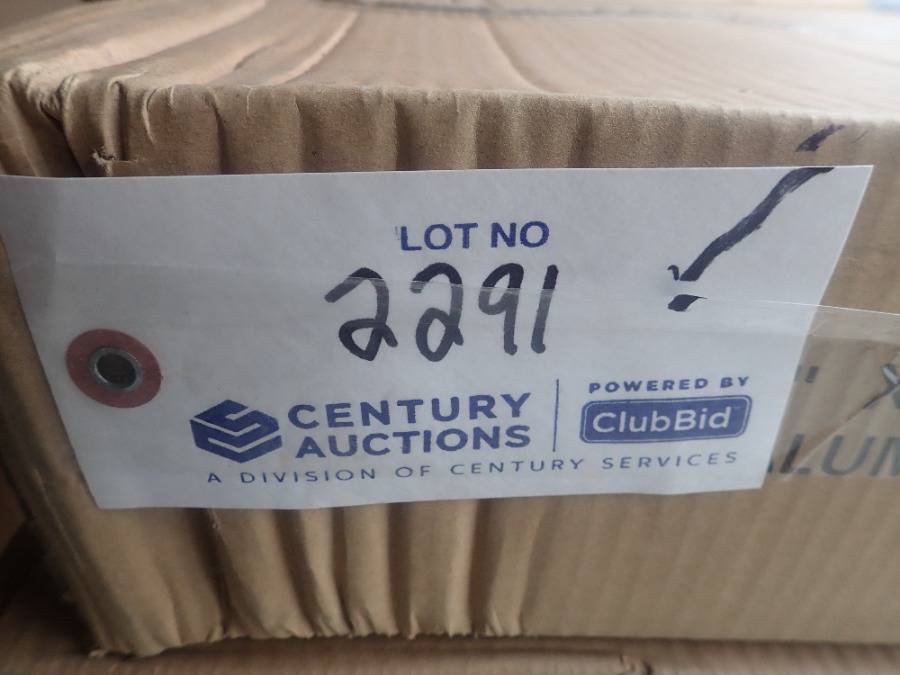 LOT NO
2291
CENTURY
AUCTIONS
POWERED BY
ClubBid
A DIVISION OF CENTURY SERVICES